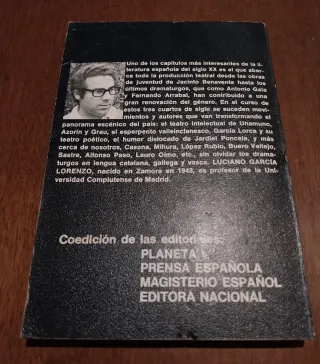 Uno de los capítulos más interesantes de la li-
teratura española del siglo XX es el que abar-
ca toda la producción teatral desde las obras
de juventud de Jacinto Benavente hasta los
últimos dramaturgos, que como Antonio Gala
y Fernando Arrabal, han contribuido a una
gran renovación del género. En el curso de
estos tres cuartos de siglo se suceden movi-
mientos y autores que van transformando el
panorama escénico del país: el teatro intelectual de Unamuno,
Azorín y Grau, el esperpento valleinclanesco, García Lorca y su
teatro poético, el humor dislocado de Jardiel Poncela, y más
cerca de nosotros, Casona, Mihura, López Rubio, Buero Vallejo,
Sastre, Alfonso Paso, Lauro Olmo, etc., sin olvidar los drama-
turgos en lengua catalana, gallega y vasca. LUCIANO GARCÍA
LORENZO, nacido en Zamora en 1943, es profesor de la Uni-
versidad Complutense de Madrid.
Coedición de las editoriales:
PLANETA
PRENSA ESPAÑOLA
MAGISTERIO ESPAÑOL
EDITORA NACIONAL